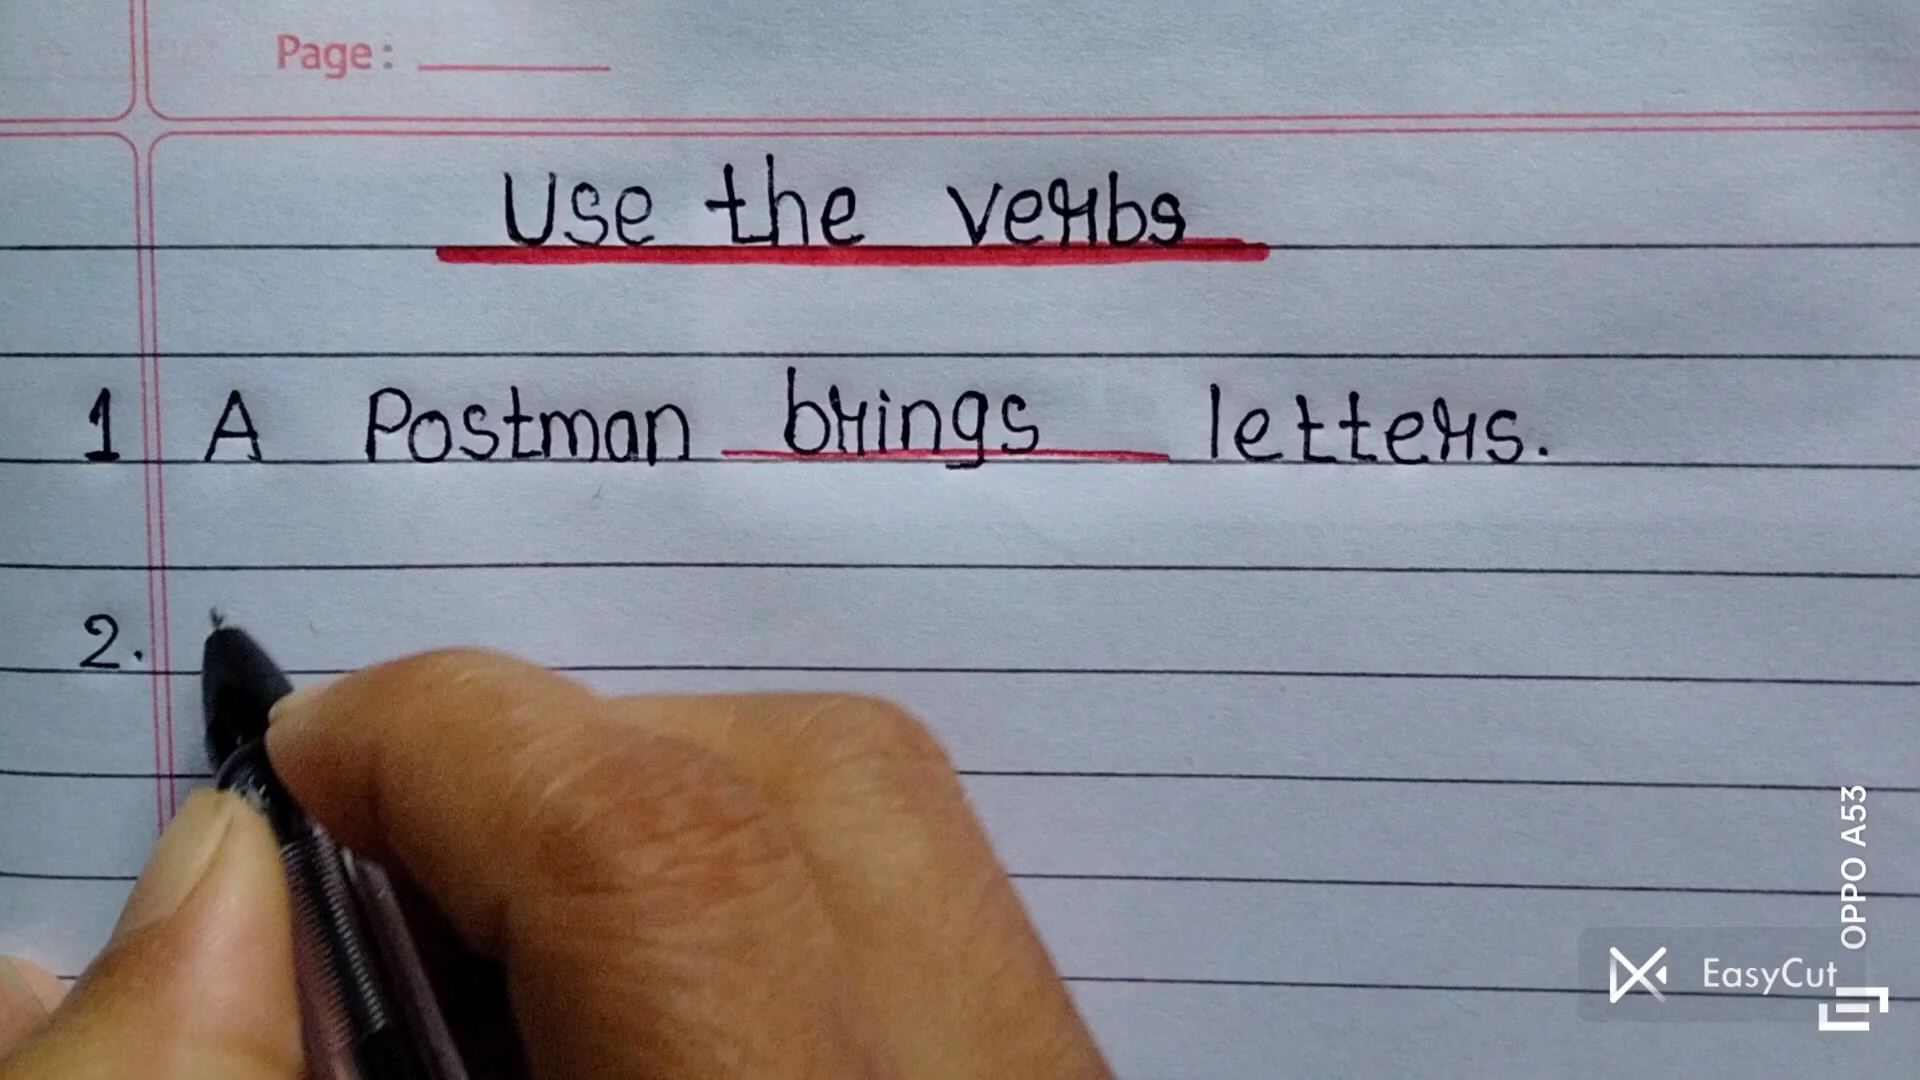 Page :
Use the verbs
1 A Postman brings letters.
2.
OPPO A53
EasyCut